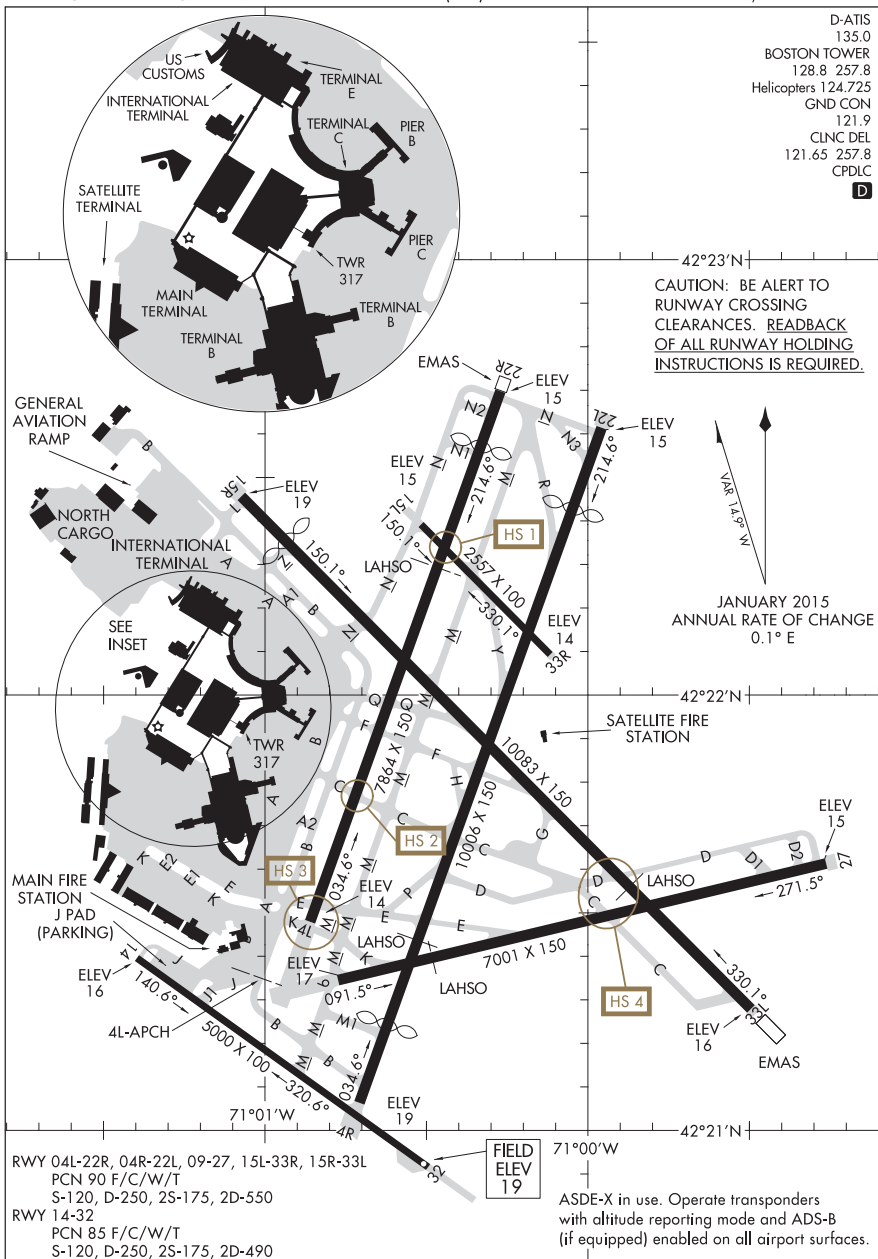 D-ATIS
135.0
BOSTON TOWER
128.8 257.8
Helicopters 124.725
GND CON
121.9
CLNC DEL
121.65 257.8
CPDLC
D
US
CUSTOMS
INTERNATIONAL
TERMINAL
TERMINAL
E
TERMINAL
C
PIER
B
SATELLITE
TERMINAL
PIER
C
TWR
317
MAIN
TERMINAL
TERMINAL
B
TERMINAL
B
42°23'N
CAUTION: BE ALERT TO
RUNWAY CROSSING
CLEARANCES. READBACK
OF ALL RUNWAY HOLDING
INSTRUCTIONS IS REQUIRED.
EMAS
22R
ELEV
15
22L
ELEV
15
N2
N
N3
N1
N
M
R
214.6°
214.6°
GENERAL
AVIATION
RAMP
B
ELEV
15
15L
150.1°
HS 1
VAR 14.9° W
15R
L
ELEV
19
NORTH
CARGO
INTERNATIONAL
TERMINAL
A
A
A1
N
B
150.1°
N
LAHSO
N
2557 X 100
330.1°
M
Y
ELEV
14
33R
JANUARY 2015
ANNUAL RATE OF CHANGE
0.1° E
SEE
INSET
42°22'N
Q
Q
M
F
F
7864 X 150
SATELLITE FIRE
STATION
TWR
317
B
A
C
M
H
10083 X 150
10006 X 150
G
A2
B
HS 2
C
C
M
ELEV
15
HS 3
034.6°
P
D
D
D1
D2
27
K
E2
E1
E
K
A
ELEV
14
D
C
LAHSO
271.5°
MAIN FIRE
STATION
J PAD
(PARKING)
E
K
4L
M
M
E
E
LAHSO
7001 X 150
14
J
B
ELEV
17
M
K
9
LAHSO
091.5°
C
HS 4
ELEV
16
140.6°
J1
J
4L-APCH
330.1°
33L
ELEV
16
EMAS
5000 X 100
320.6°
B
M
M1
M
B
034.6°
71°01'W
ELEV
19
4R
71°00'W
42°21'N
32
FIELD
ELEV
19
RWY 04L-22R, 04R-22L, 09-27, 15L-33R, 15R-33L
PCN 90 F/C/W/T
S-120, D-250, 2S-175, 2D-550
RWY 14-32
PCN 85 F/C/W/T
S-120, D-250, 2S-175, 2D-490
ASDE-X in use. Operate transponders
with altitude reporting mode and ADS-B
(if equipped) enabled on all airport surfaces.